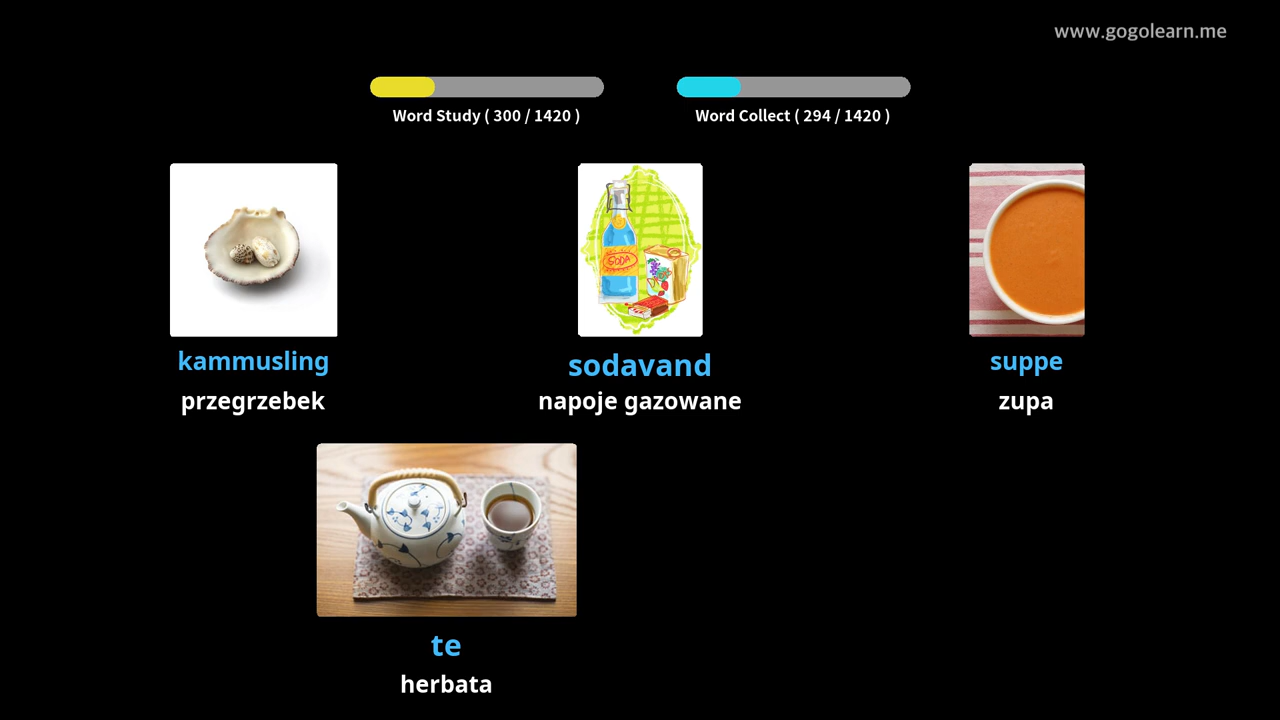 www.gogolearn.me
Word Study ( 300 / 1420 )
Word Collect ( 294 / 1420 )
SODA
kammusling
sodavand
suppe
przegrzebek
napoje gazowane
zupa
te
herbata